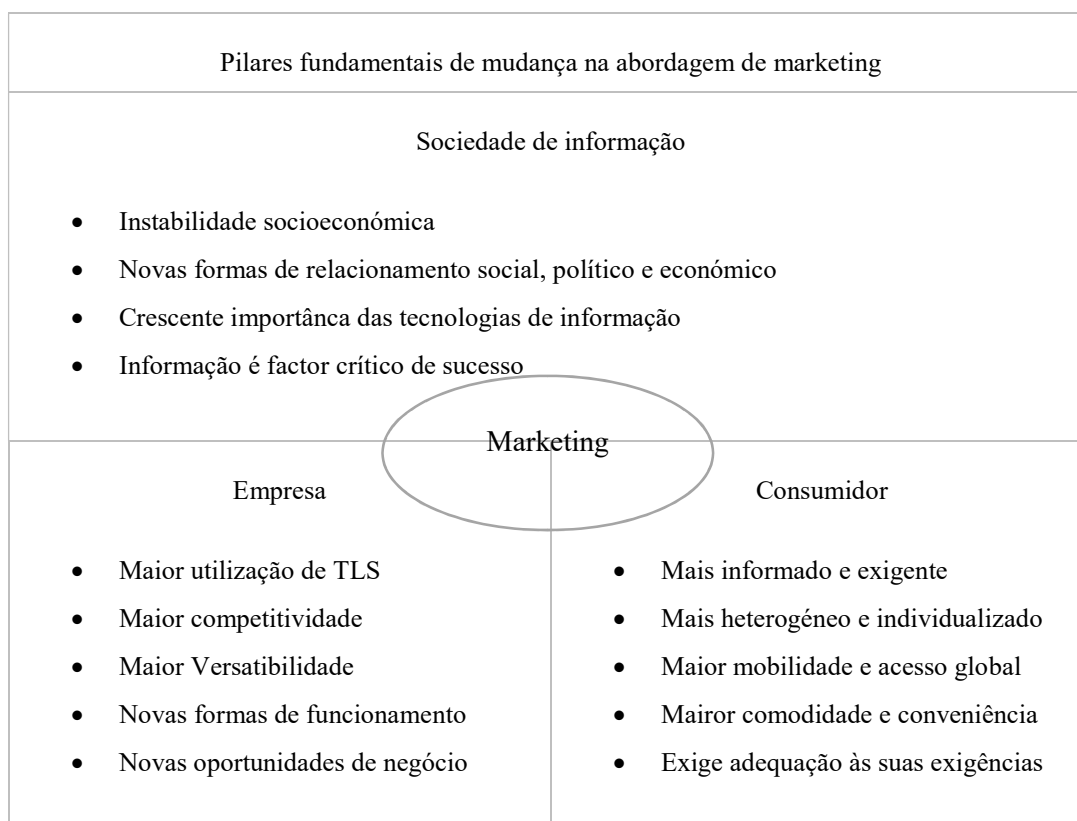 Pilares fundamentais de mudança na abordagem de marketing
Sociedade de informação
• Instabilidade socioeconómica
• Novas formas de relacionamento social, político e económico
• Crescente importânca das tecnologias de informação
• Informação é factor crítico de sucesso
Marketing
Empresa
• Maior utilização de TLS
• Maior competitividade
• Maior Versatibilidade
• Novas formas de funcionamento
• Novas oportunidades de negócio
Consumidor
• Mais informado e exigente
• Mais heterogéneo e individualizado
• Maior mobilidade e acesso global
• Mairor comodidade e conveniência
• Exige adequação às suas exigências